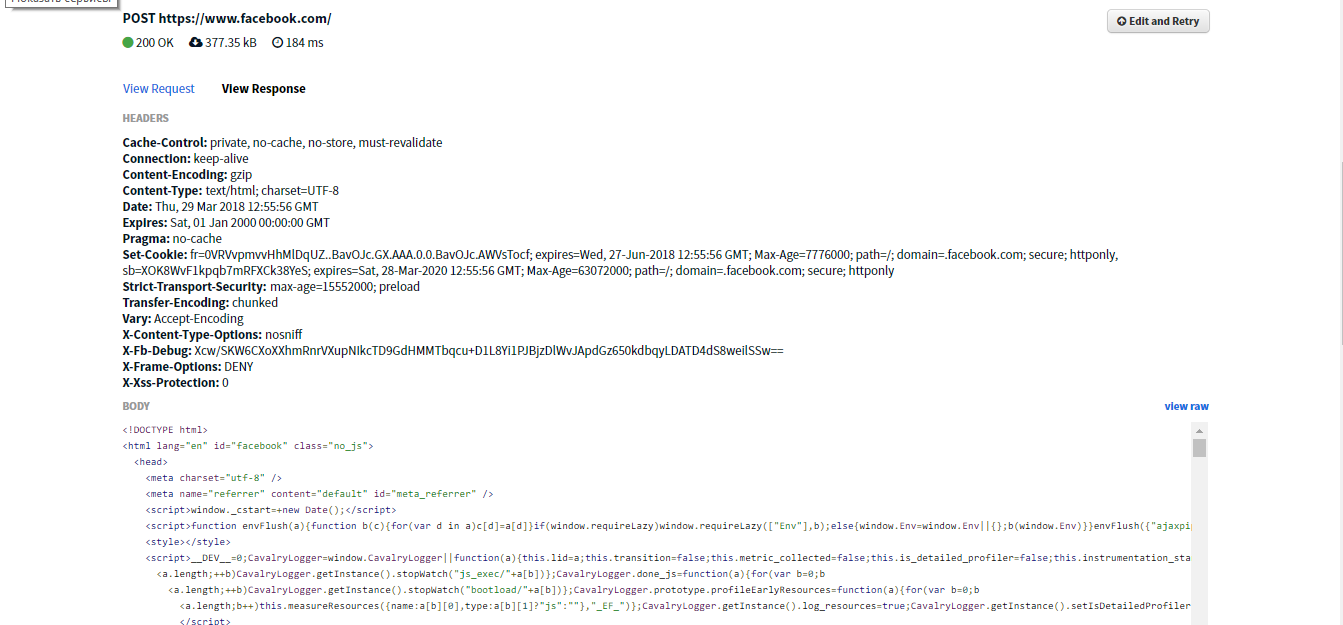 Показать сервисы
POST https://www.facebook.com/
Edit and Retry
200 OK 377.35 kB 184 ms
View Request View Response
HEADERS
Cache-Control: private, no-cache, no-store, must-revalidate
Connection: keep-alive
Content-Encoding: gzip
Content-Type: text/html; charset=UTF-8
Date: Thu, 29 Mar 2018 12:55:56 GMT
Expires: Sat, 01 Jan 2000 00:00:00 GMT
Pragma: no-cache
Set-Cookie: fr=0VRVvpmvvHhMlDqUZ..BavOJc.GX.AAA.0.0.BavOJc.AWVsTocf; expires=Wed, 27-Jun-2018 12:55:56 GMT; Max-Age=7776000; path=/; domain=.facebook.com; secure; httponly,
sb=XOK8WvF1kpqb7mRFXCk38YeS; expires=Sat, 28-Mar-2020 12:55:56 GMT; Max-Age=63072000; path=/; domain=.facebook.com; secure; httponly
Strict-Transport-Security: max-age=15552000; preload
Transfer-Encoding: chunked
Vary: Accept-Encoding
X-Content-Type-Options: nosniff
X-Fb-Debug: Xcw/SKW6CXoXXhmRnrVXupNIkcTD9GdHMMTbqcu+D1L8Yi1PJBjzDlWvJApdGz650kdbqyLDATD4dS8weilSSw==
X-Frame-Options: DENY
X-Xss-Protection: 0
BODY
view raw
<!DOCTYPE html>
<html lang="en" id="facebook" class="no_js">
<head>
<meta charset="utf-8" />
<meta name="referrer" content="default" id="meta_referrer" />
<script>window._cstart=+new Date();</script>
<script>function envFlush(a){function b(c){for(var d in a)c[d]=a[d]}if(window.requireLazy)window.requireLazy(["Env"],b);else{window.Env=window.Env||{};b(window.Env)}}envFlush({"ajaxpi
<style></style>
<script>__DEV__=0;CavalryLogger=window.CavalryLogger||function(a){this.lid=a;this.transition=false;this.metric_collected=false;this.is_detailed_profiler=false;this.instrumentation_sta
<a.length;++b)CavalryLogger.getInstance().stopWatch("js_exec/"+a[b])};CavalryLogger.done_js=function(a){for(var b=0;b
<a.length;++b)CavalryLogger.getInstance().stopWatch("bootload/"+a[b])};CavalryLogger.prototype.profileEarlyResources=function(a){for(var b=0;b
<a.length;b++)this.measureResources({name:a[b][0],type:a[b][1]?"js":""},"_EF_")};CavalryLogger.getInstance().log_resources=true;CavalryLogger.getInstance().setIsDetailedProfiler
</script>